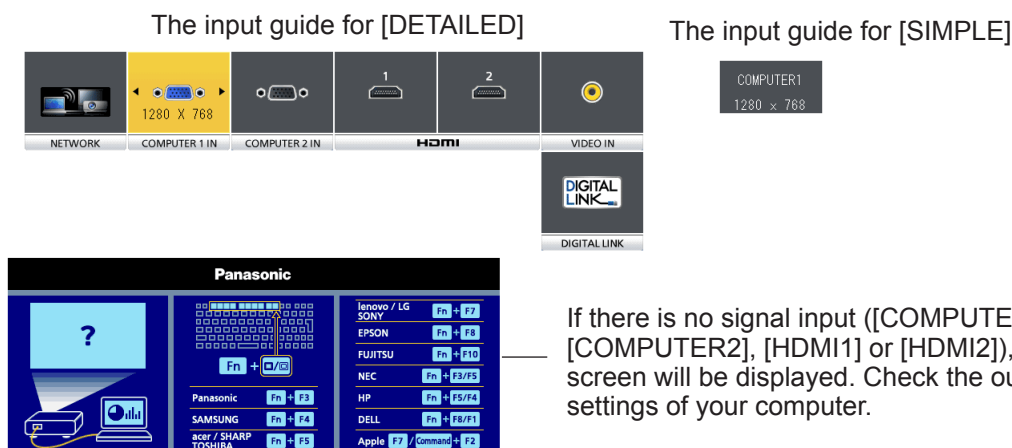 The input guide for [DETAILED]
The input guide for [SIMPLE]
1280 X 768
1
2
NETWORK
COMPUTER 1 IN
COMPUTER 2 IN
HDMI
VIDEO IN
DIGITAL
LINK
DIGITAL LINK
COMPUTER1
1280 x 768
Panasonic
?
Fn +
Panasonic Fn + F3
SAMSUNG Fn + F4
acer / SHARP
TOSHIBA Fn + F5
lenovo / LG
SONY Fn + F7
EPSON Fn + F8
FUJITSU Fn + F10
NEC Fn + F3/F5
HP Fn + F5/F4
DELL Fn + F8/F1
Apple F7 / Command + F2
If there is no signal input ([COMPUTE
[COMPUTER2], [HDMI1] or [HDMI2]),
screen will be displayed. Check the ou
settings of your computer.